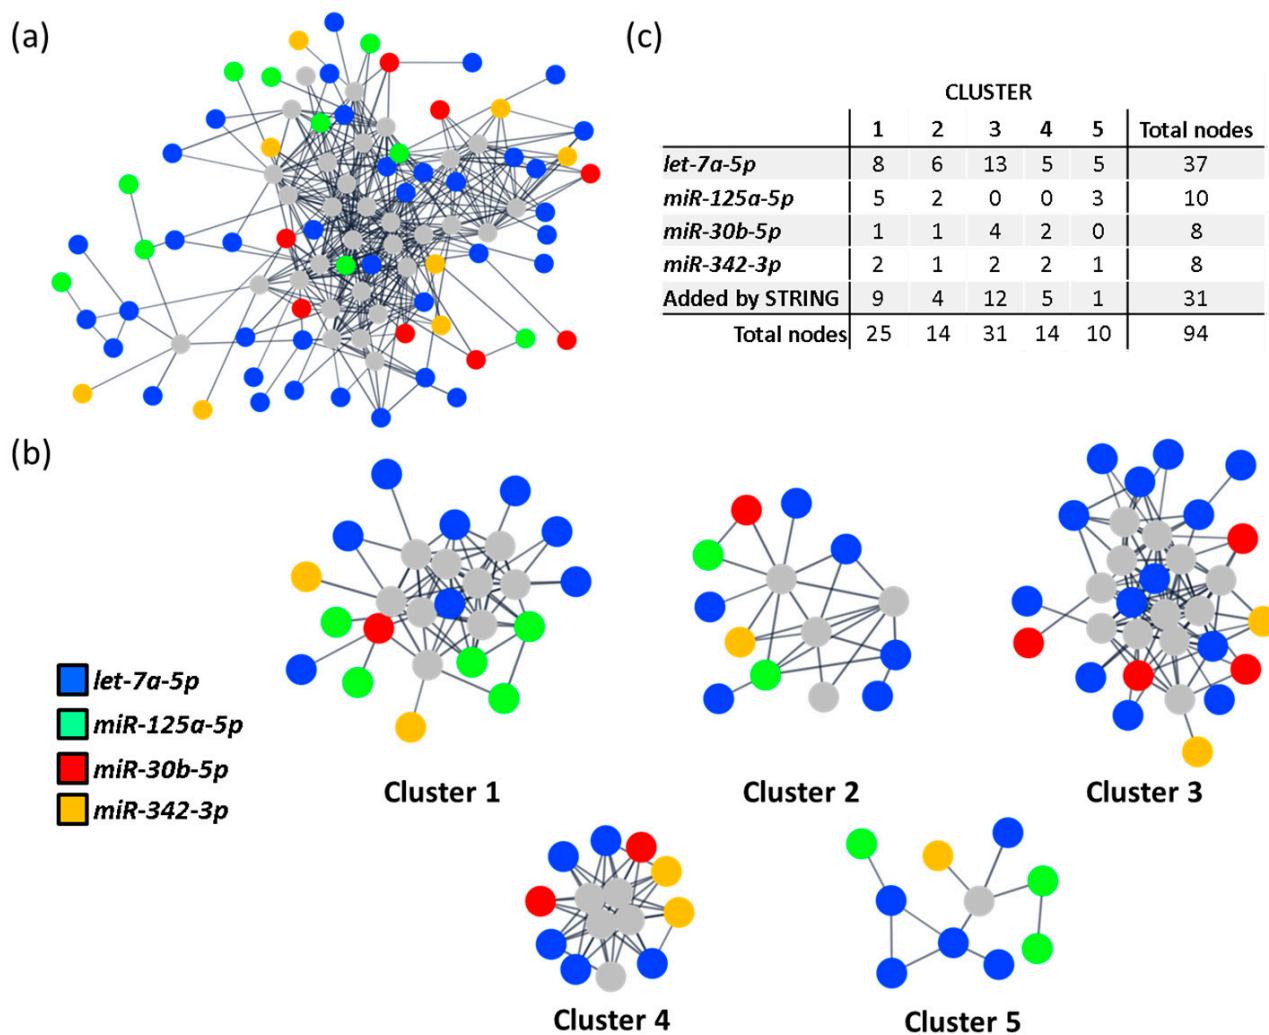 (a)
(c)
CLUSTER
1 2 3 4 5 Total nodes
let-7a-5p 8 6 13 5 5 37
miR-125a-5p 5 2 0 0 3 10
miR-30b-5p 1 1 4 2 0 8
miR-342-3p 2 1 2 2 1 8
Added by STRING 9 4 12 5 1 31
Total nodes 25 14 31 14 10 94
(b)
let-7a-5p
miR-125a-5p
miR-30b-5p
miR-342-3p
Cluster 1
Cluster 2
Cluster 3
Cluster 4
Cluster 5